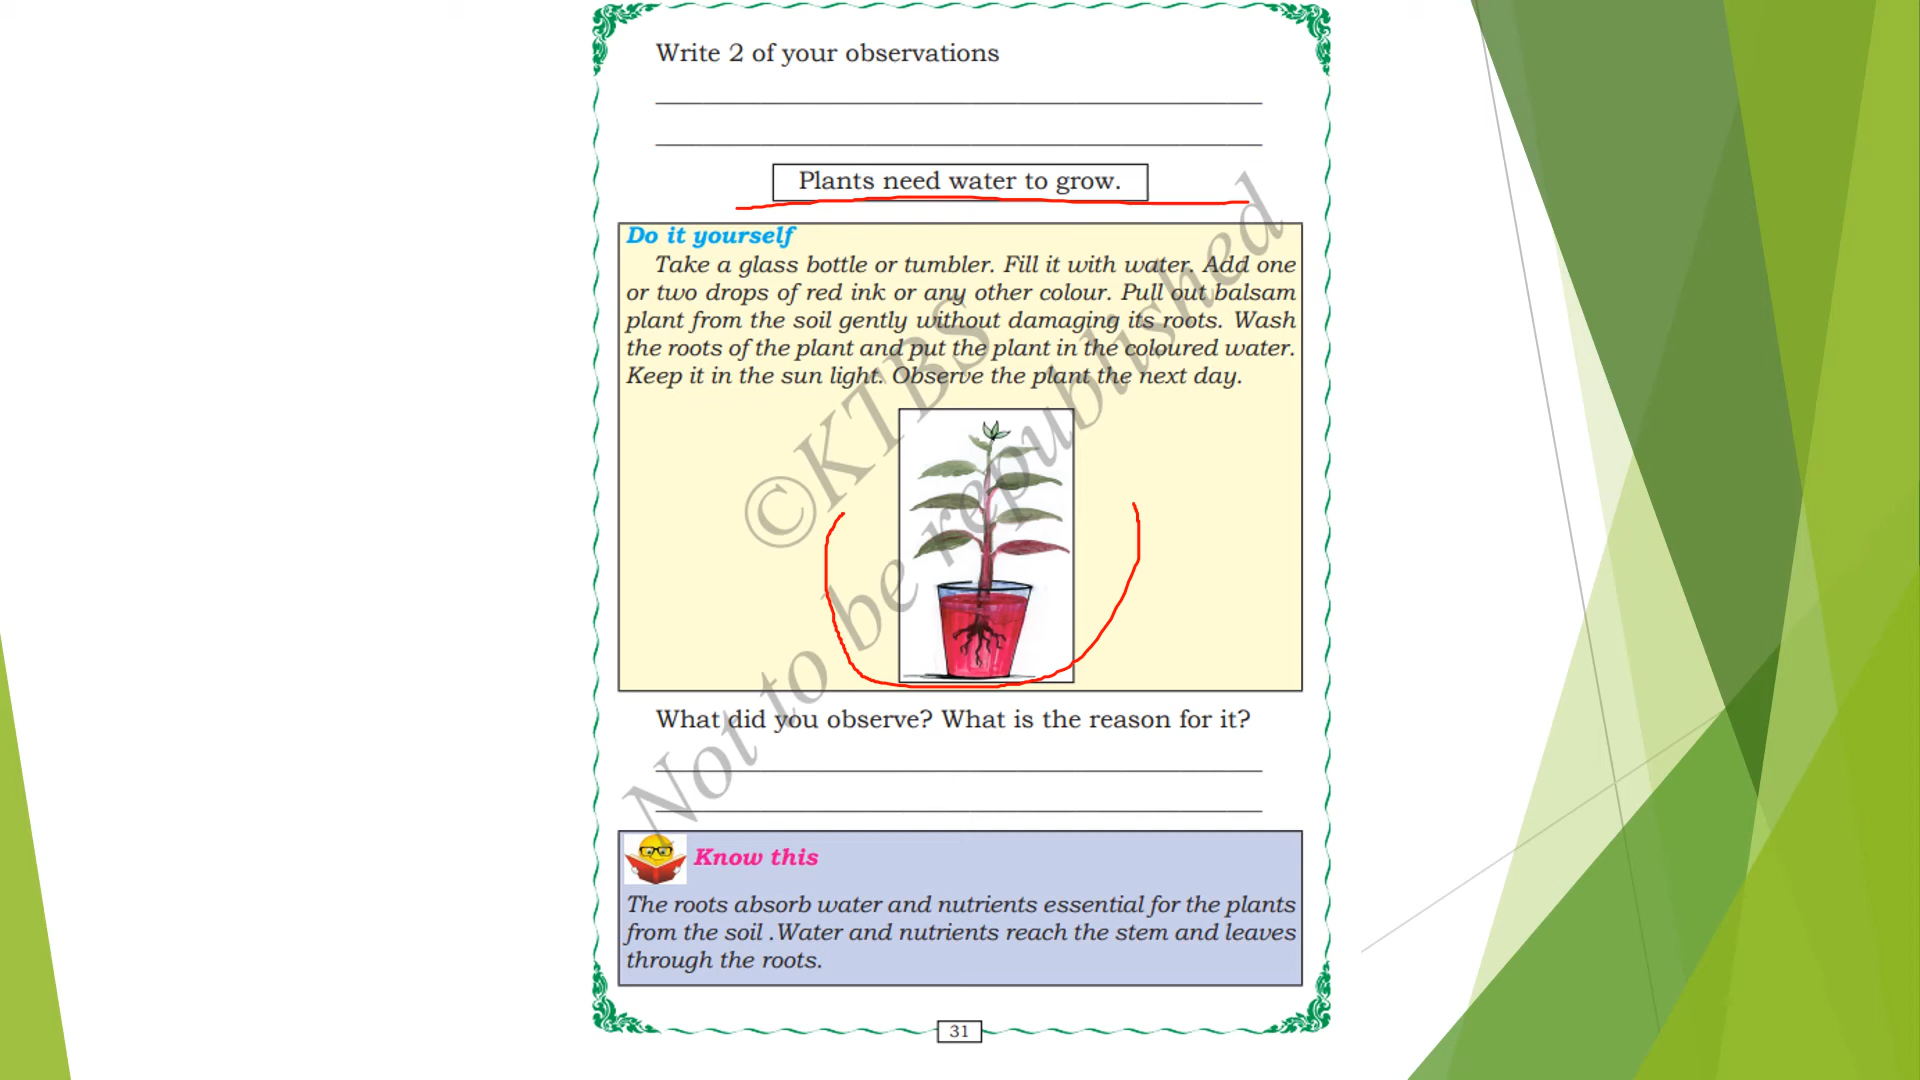 Write 2 of your observations
Plants need water to grow.
Do it yourself
Take a glass bottle or tumbler. Fill it with water. Add one
or two drops of red ink or any other colour. Pull out balsam
plant from the soil gently without damaging its roots. Wash
the roots of the plant and put the plant in the coloured water.
Keep it in the sun light. Observe the plant the next day.
©KTBS
Not to be republished
What did you observe? What is the reason for it?
Know this
The roots absorb water and nutrients essential for the plants
from the soil .Water and nutrients reach the stem and leaves
through the roots.
31